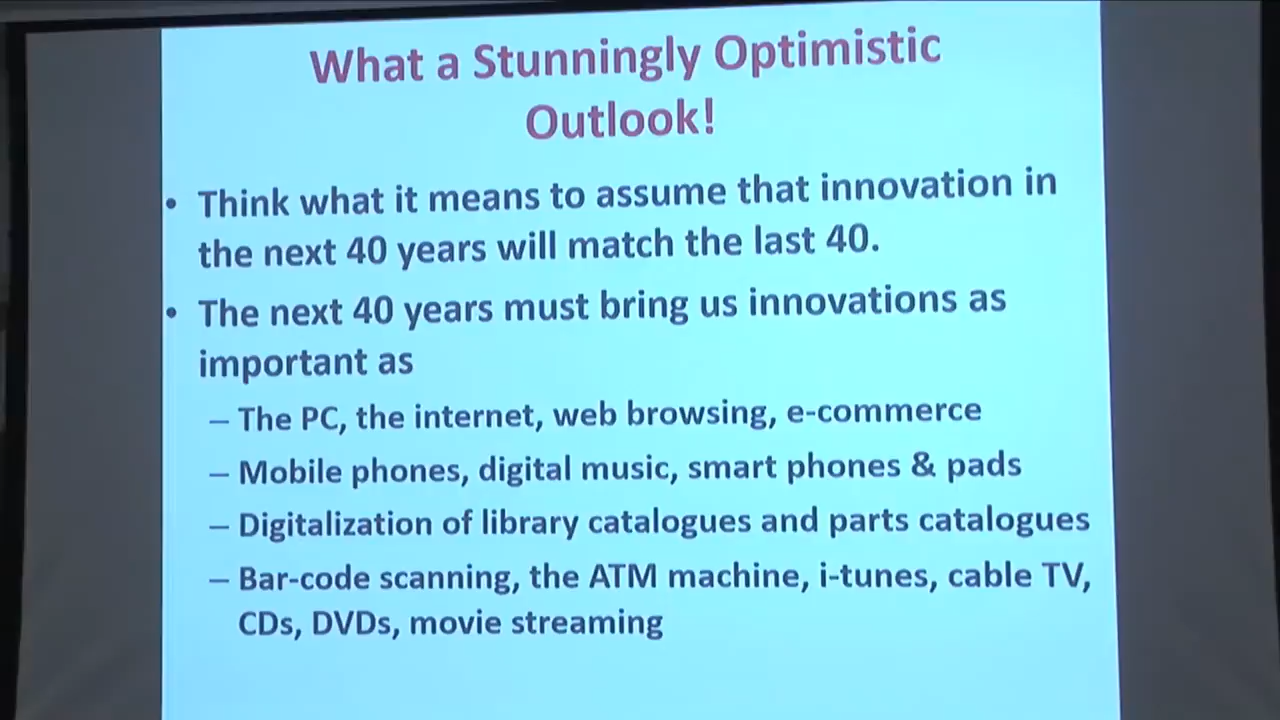 What a Stunningly Optimistic
Outlook!
• Think what it means to assume that innovation in
the next 40 years will match the last 40.
• The next 40 years must bring us innovations as
important as
– The PC, the internet, web browsing, e-commerce
– Mobile phones, digital music, smart phones & pads
– Digitalization of library catalogues and parts catalogues
– Bar-code scanning, the ATM machine, i-tunes, cable TV,
CDs, DVDs, movie streaming